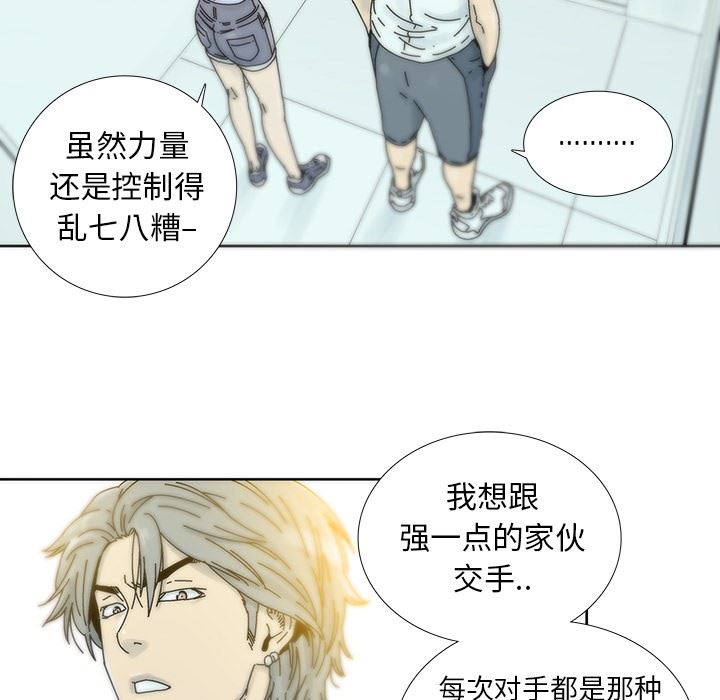 虽然力量
还是控制得
乱七八糟–
..........
我想跟
强一点的家伙
交手..
每次对手都是那种